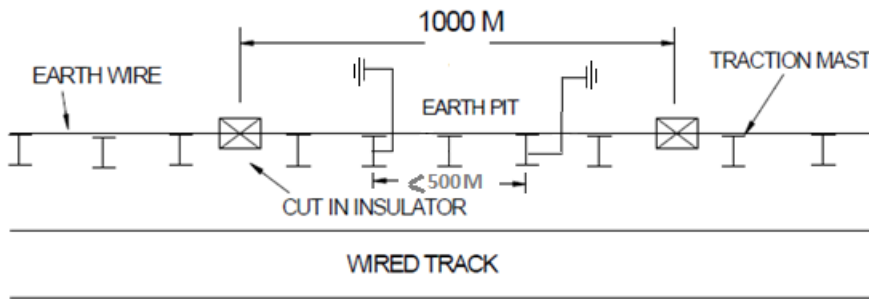 1000 M
EARTH WIRE
TRACTION MAST
EARTH PIT
<500M
CUT IN INSULATOR
WIRED TRACK